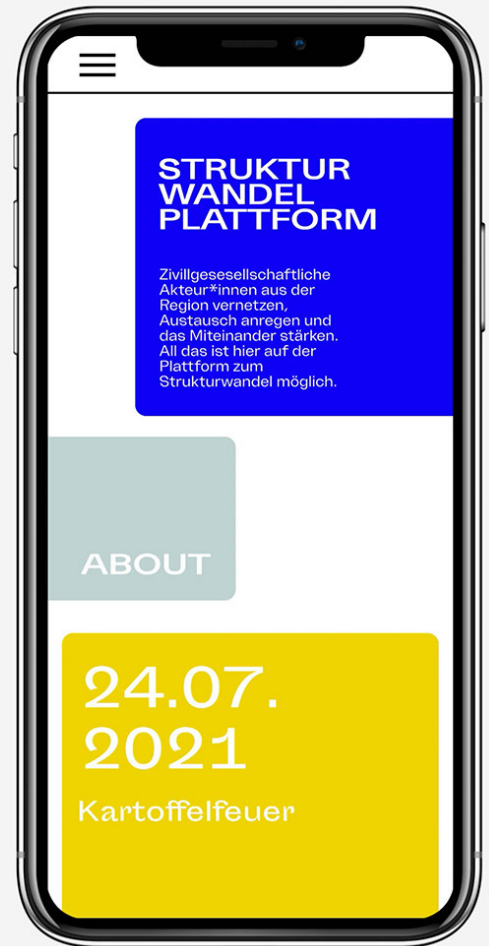 STRUKTUR
WANDEL
PLATTFORM
Zivillgesesellschaftliche
Akteur*innen aus der
Region vernetzen,
Austausch anregen und
das Miteinander stärken.
All das ist hier auf der
Plattform zum
Strukturwandel möglich.
ABOUT
24.07.
2021
Kartoffelfeuer